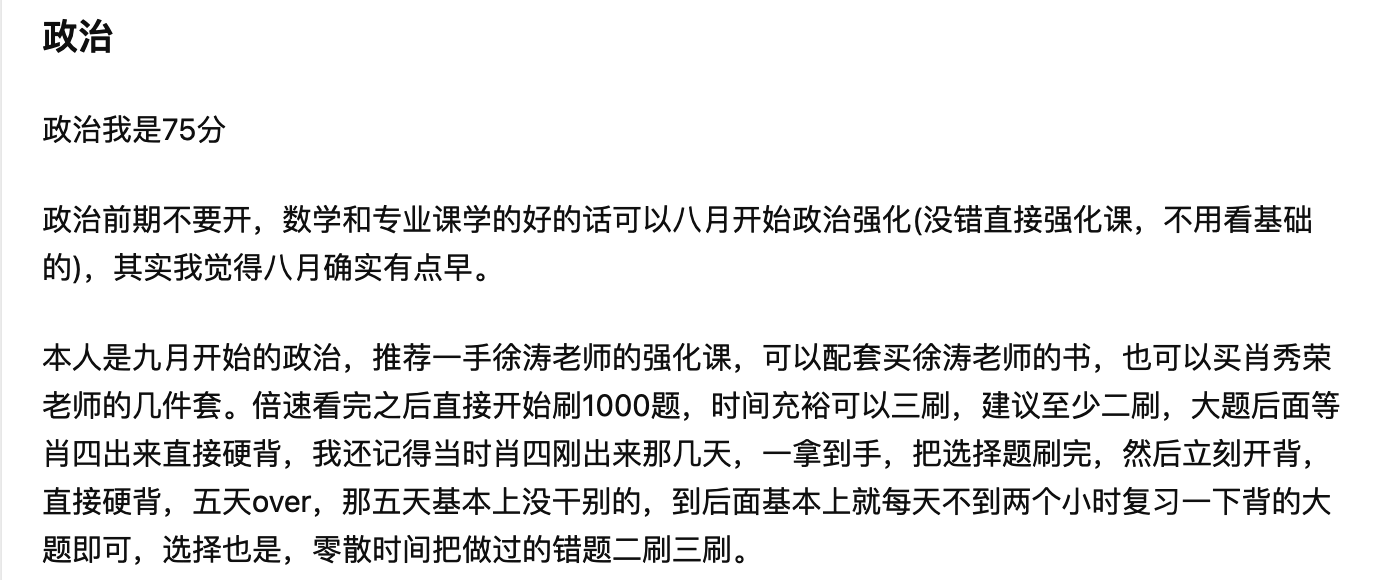 政治
政治我是75分
政治前期不要开，数学和专业课学的好的话可以八月开始政治强化(没错直接强化课，不用看基础
的)，其实我觉得八月确实有点早。
本人是九月开始的政治，推荐一手徐涛老师的强化课，可以配套买徐涛老师的书，也可以买肖秀荣
老师的几件套。倍速看完之后直接开始刷1000题，时间充裕可以三刷，建议至少二刷，大题后面等
肖四出来直接硬背，我还记得当时肖四刚出来那几天，一拿到手，把选择题刷完，然后立刻开背，
直接硬背，五天over，那五天基本上没干别的，到后面基本上就每天不到两个小时复习一下背的大
题即可，选择也是，零散时间把做过的错题二刷三刷。